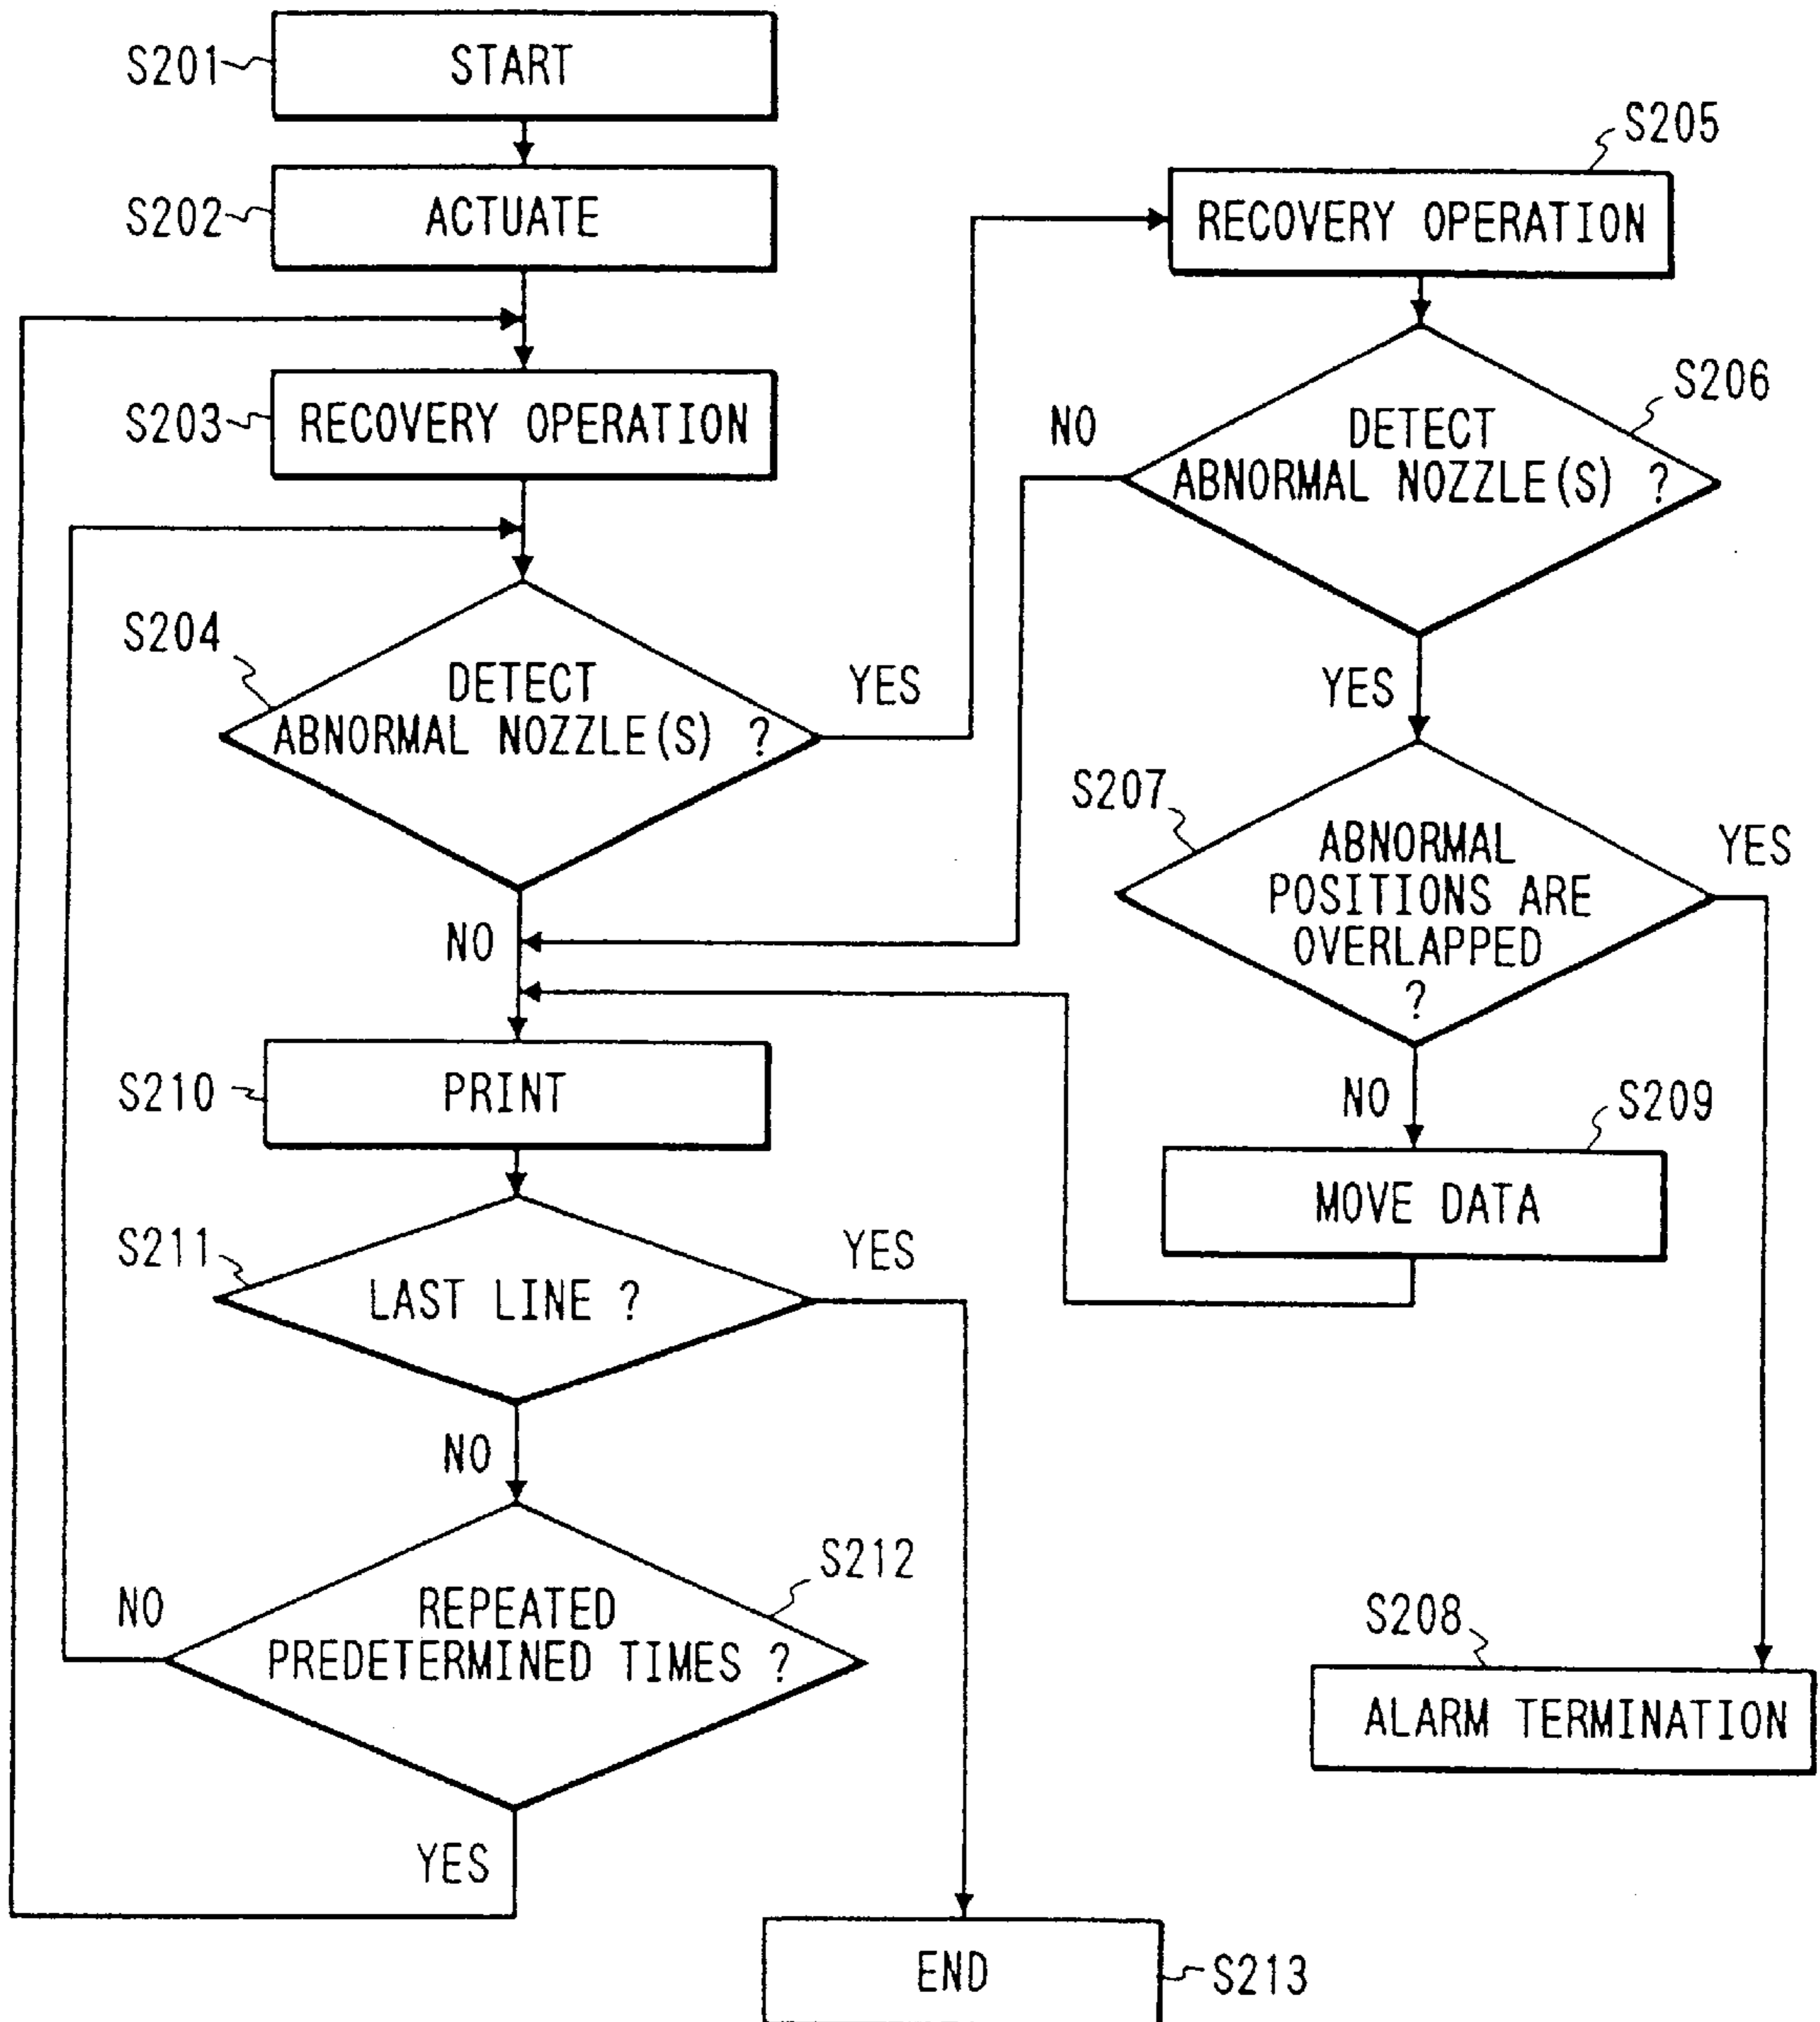 S201
START
S202
ACTUATE
S203
RECOVERY OPERATION
S204
DETECT
ABNORMAL NOZZLE(S) ?
YES
NO
S205
RECOVERY OPERATION
S206
DETECT
ABNORMAL NOZZLE(S) ?
NO
YES
S207
ABNORMAL
POSITIONS ARE
OVERLAPPED
?
YES
NO
S209
MOVE DATA
S210
PRINT
S211
LAST LINE ?
YES
NO
S212
REPEATED
PREDETERMINED TIMES ?
NO
YES
S208
ALARM TERMINATION
END
S213